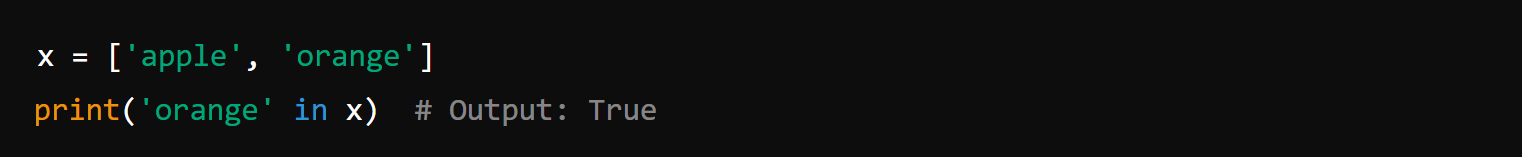 x = ['apple', 'orange']
print('orange' in x)  # Output: True